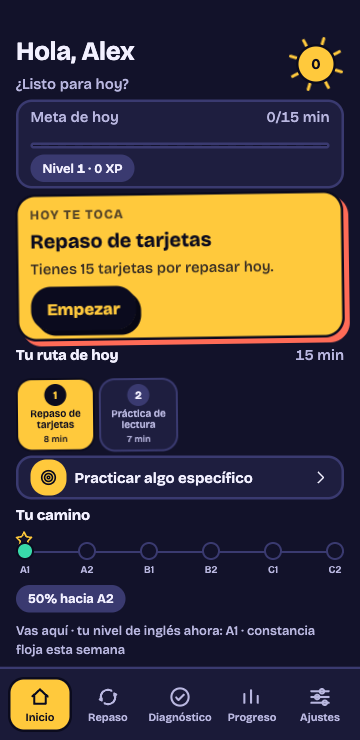 Hola, Alex
0
¿Listo para hoy?
Meta de hoy 0/15 min
Nivel 1 · 0 XP
HOY TE TOCA
Repaso de tarjetas
Tienes 15 tarjetas por repasar hoy.
Empezar
Tu ruta de hoy 15 min
1
Repaso de
tarjetas
8 min
2
Práctica de
lectura
7 min
Practicar algo específico
Tu camino
A1 A2 B1 B2 C1 C2
50% hacia A2
Vas aquí · tu nivel de inglés ahora: A1 · constancia
floja esta semana
Inicio Repaso Diagnóstico Progreso Ajustes